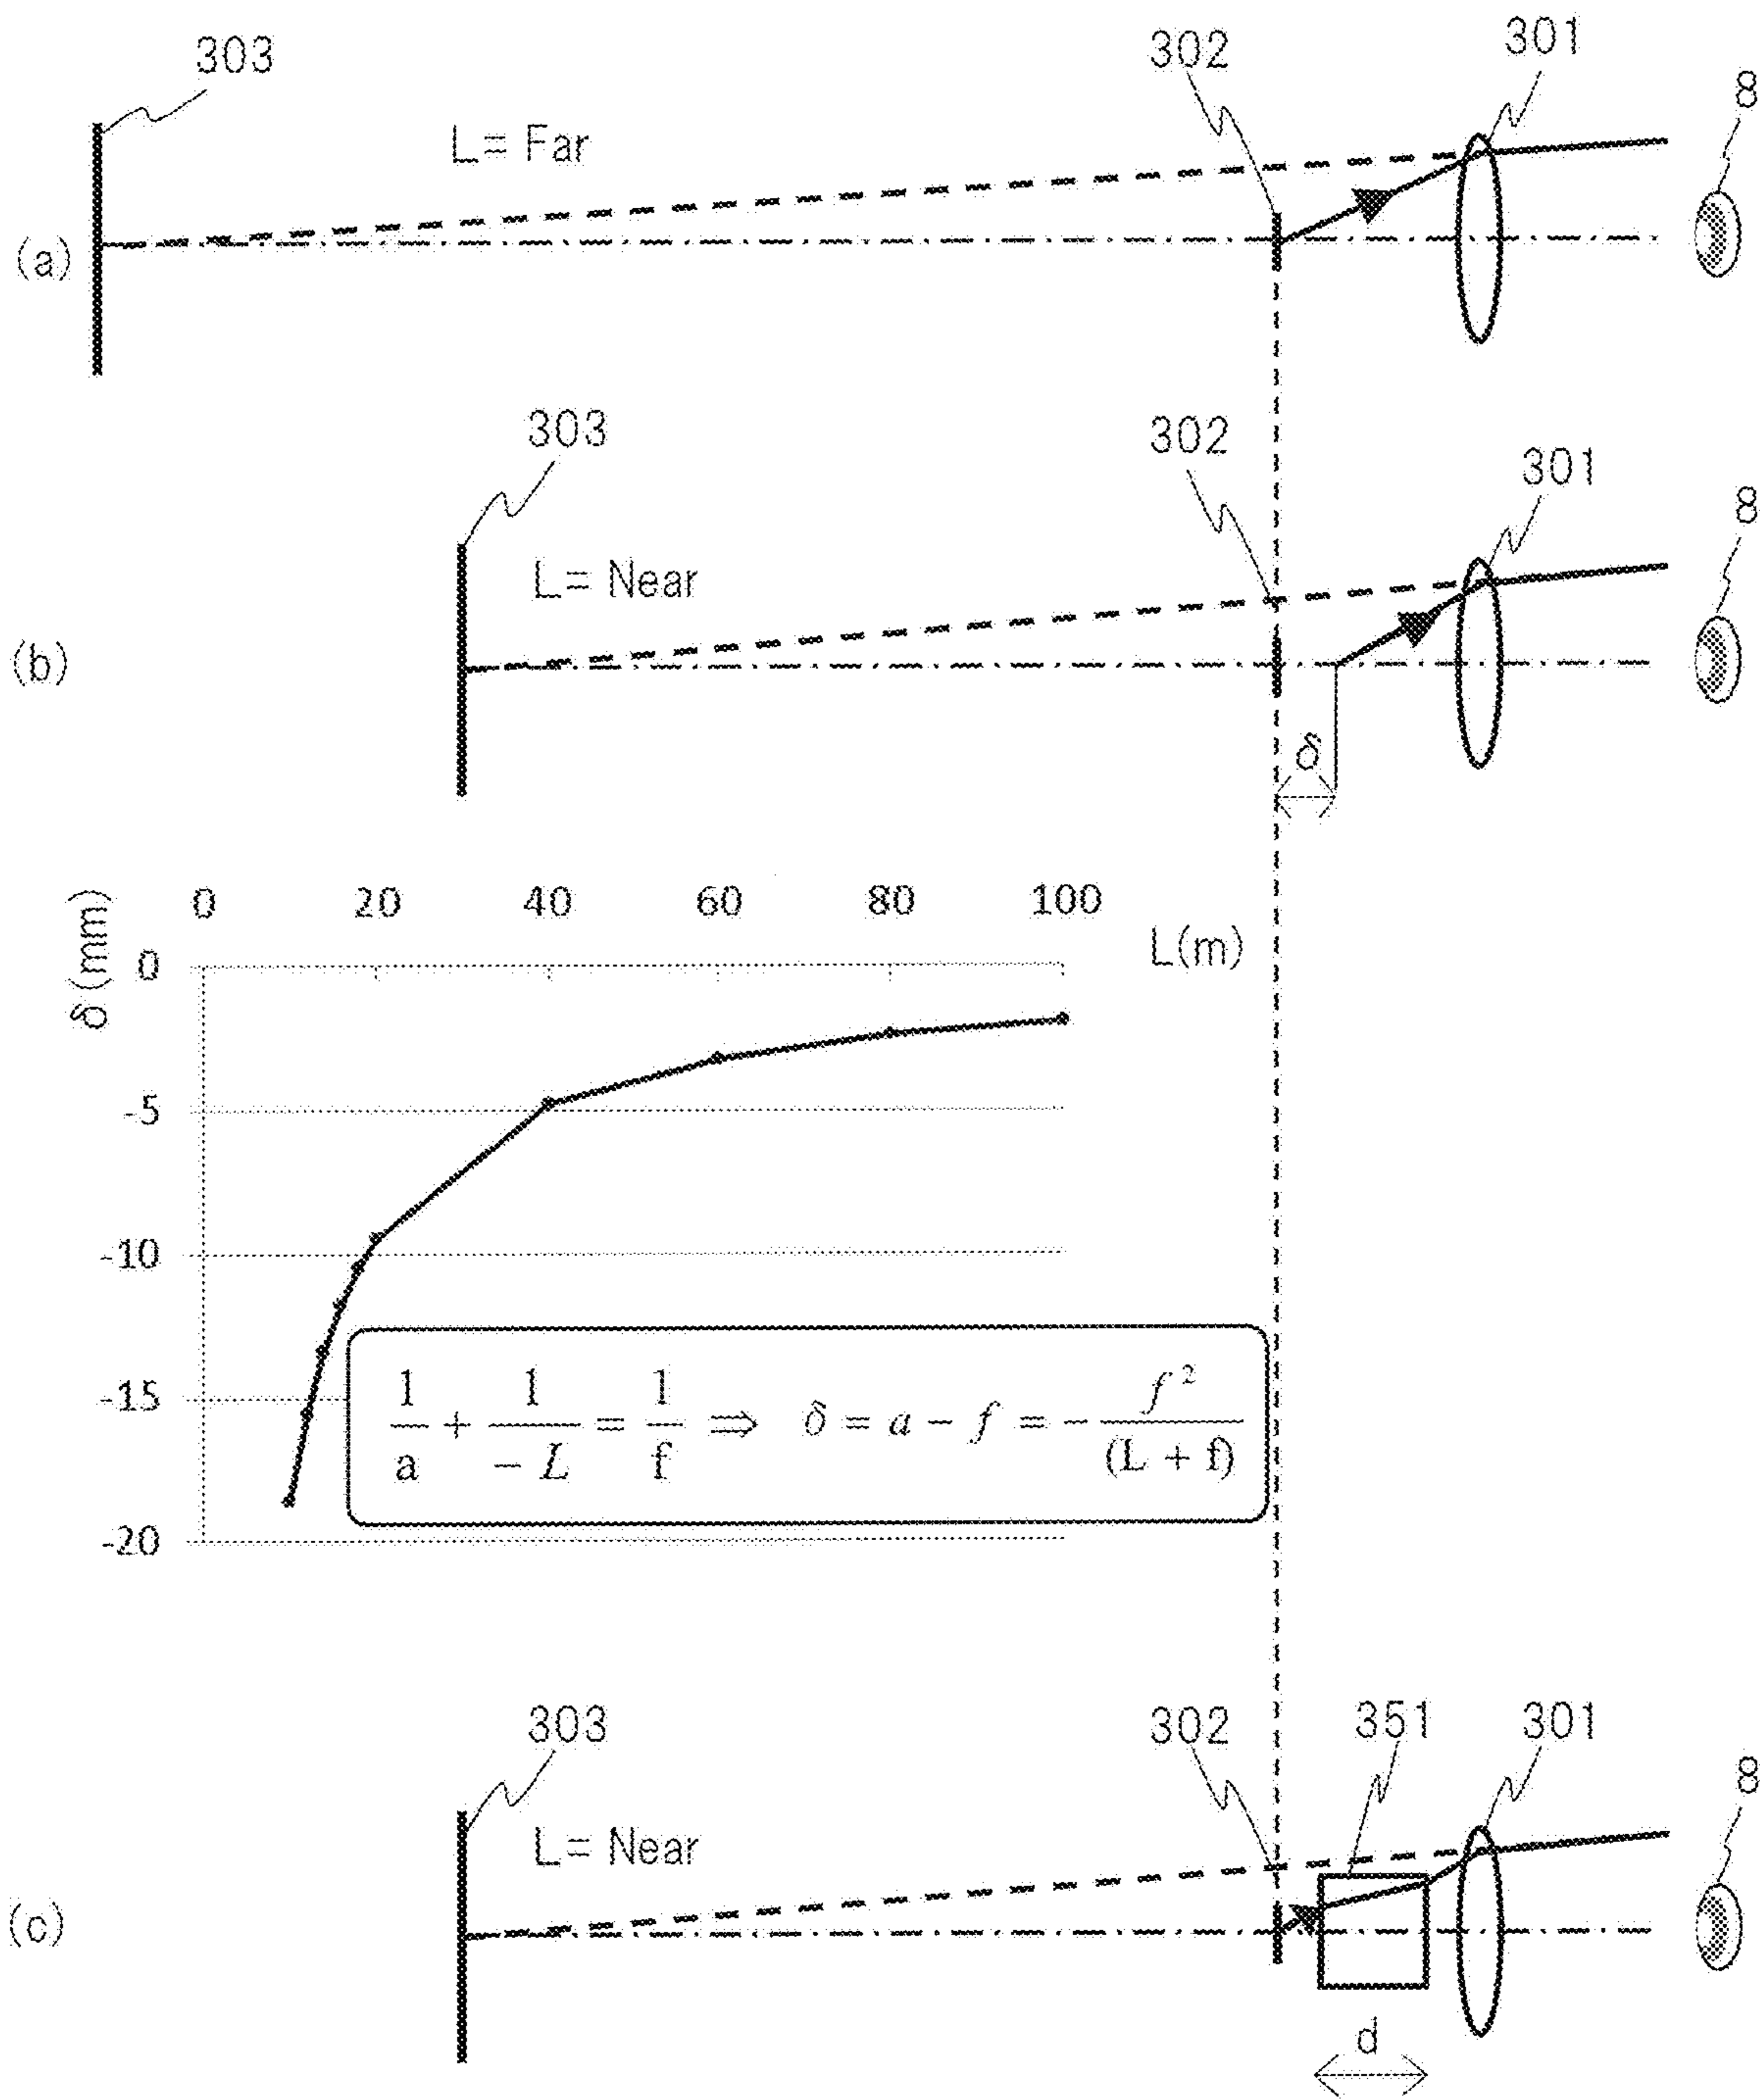 303
302
301
8
L= Far
(a)
303
302
301
8
L= Near
(b)
δ
0 20 40 60 80 100
L(m)
δ (mm)
0
-5
-10
-15
-20
1/a + 1/-L = 1/f ⇒ δ = a - f = - f²/(L + f)
303
302
351
301
8
L= Near
(c)
d